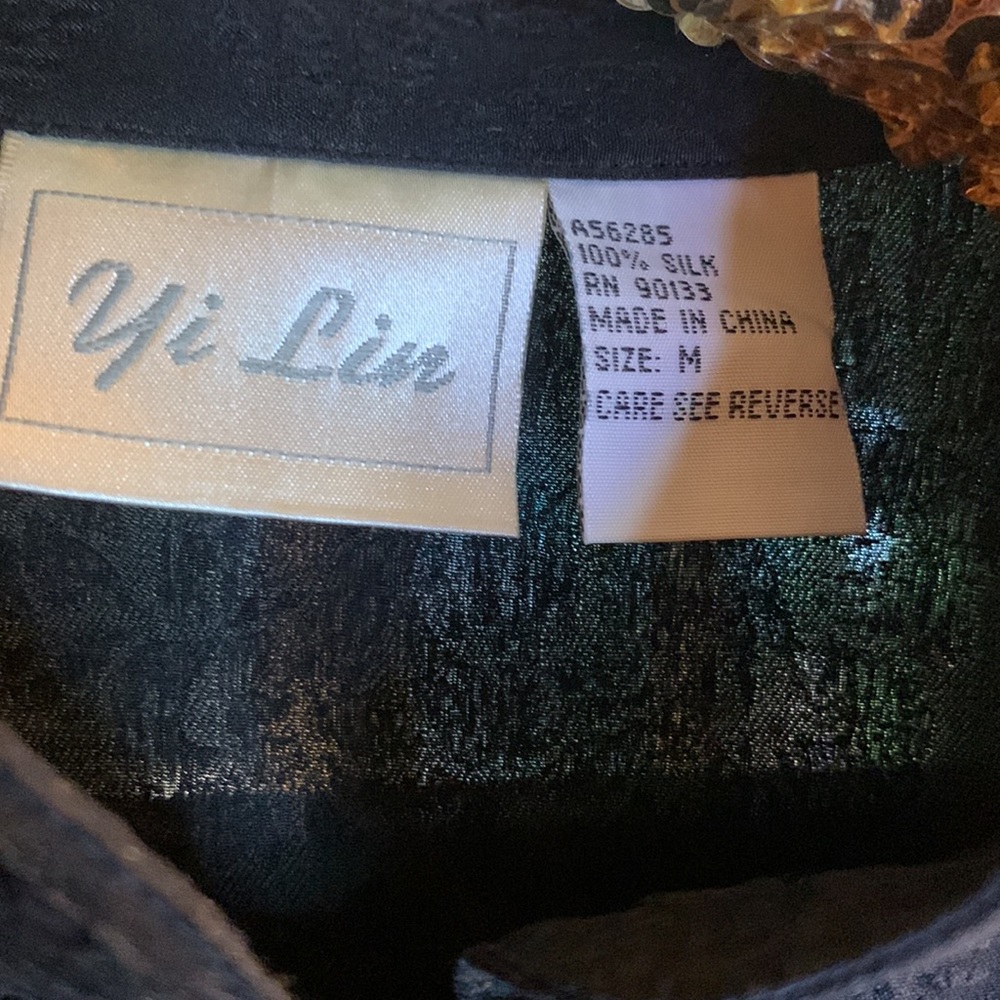 Yi Lin
A56285
100% SILK
RN 90133
MADE IN CHINA
SIZE: M
CARE SEE REVERSE